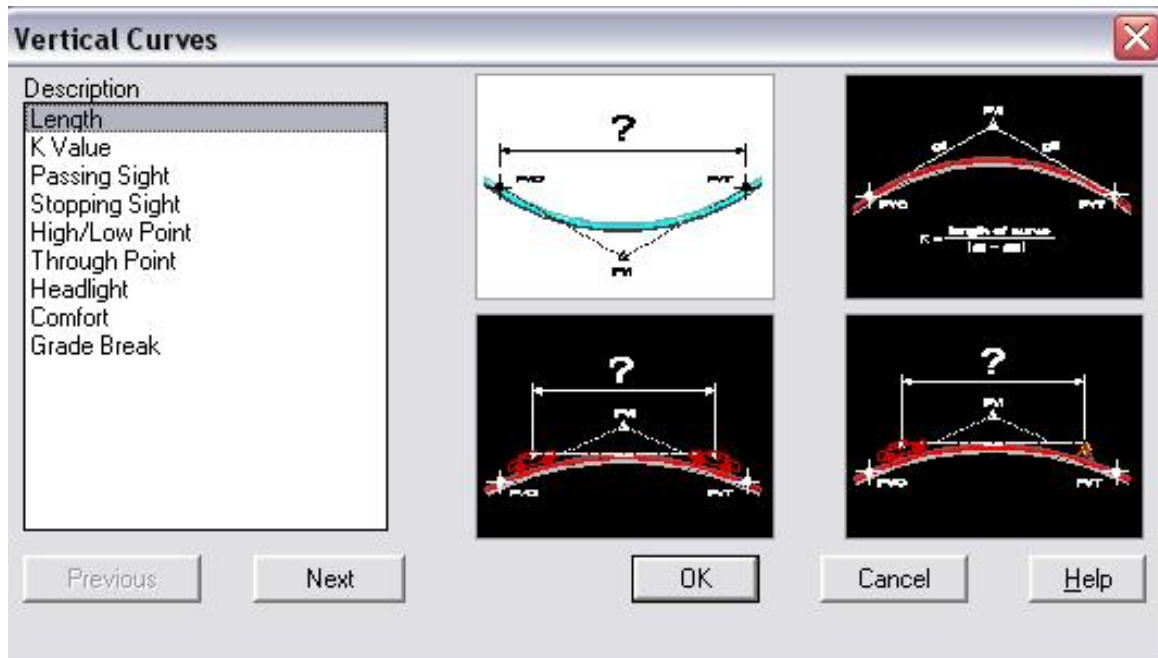 Vertical Curves
Description
Length
K Value
Passing Sight
Stopping Sight
High/Low Point
Through Point
Headlight
Comfort
Grade Break
?
PVC
PVT
PVI
PVI
PVC
PVT
K = length of curve
?
PVI
PVC
PVT
?
PVI
PVC
PVT
Previous
Next
OK
Cancel
Help